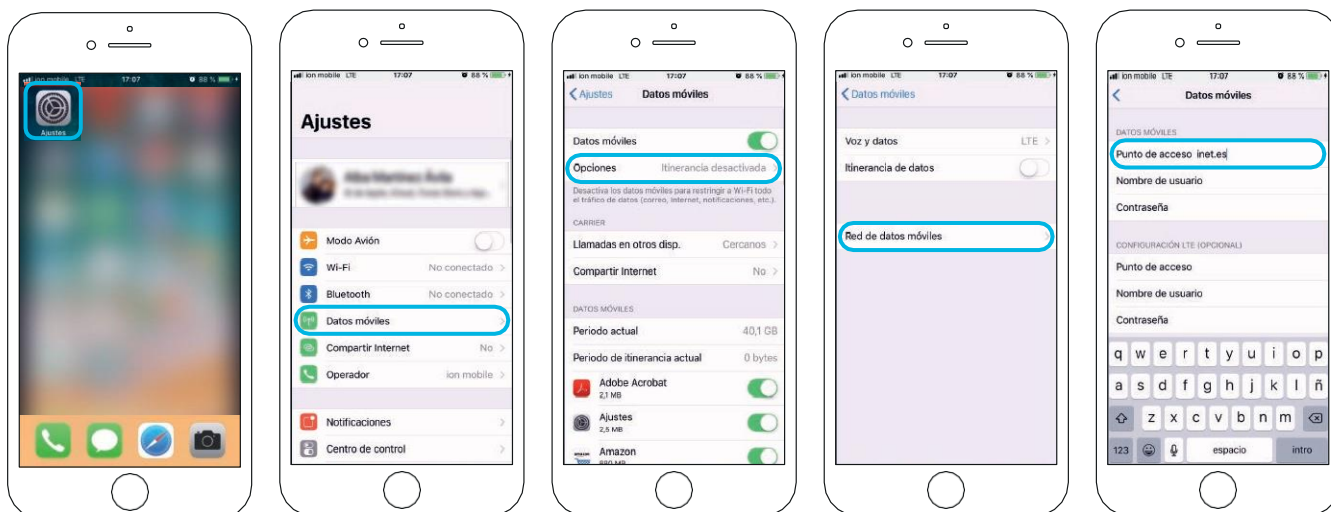 ion mobile LTE 17:07 88 %
Ajustes
ion mobile LTE 17:07 88 %
Ajustes
Modo Avión
Wi-Fi No conectado
Bluetooth No conectado
Datos móviles
Compartir Internet No
Operador ion mobile
Notificaciones
Centro de control
ion mobile LTE 17:07 88 %
Ajustes Datos móviles
Datos móviles
Opciones Itinerancia desactivada
Desactiva los datos móviles para restringir a Wi-Fi todo
el tráfico de datos (correo, Internet, notificaciones, etc.).
CARRIER
Llamadas en otros disp. Cercanos
Compartir Internet No
DATOS MÓVILES
Periodo actual 40,1 GB
Periodo de itinerancia actual 0 bytes
Adobe Acrobat
2,1 MB
Ajustes
2,5 MB
Amazon
ion mobile LTE 17:07 88 %
Datos móviles
Voz y datos LTE
Itinerancia de datos
Red de datos móviles
ion mobile LTE 17:07 88 %
Datos móviles
DATOS MÓVILES
Punto de acceso inet.es
Nombre de usuario
Contraseña
CONFIGURACIÓN LTE (OPCIONAL)
Punto de acceso
Nombre de usuario
Contraseña
q w e r t y u i o p
a s d f g h j k l ñ
z x c v b n m
123 espacio intro